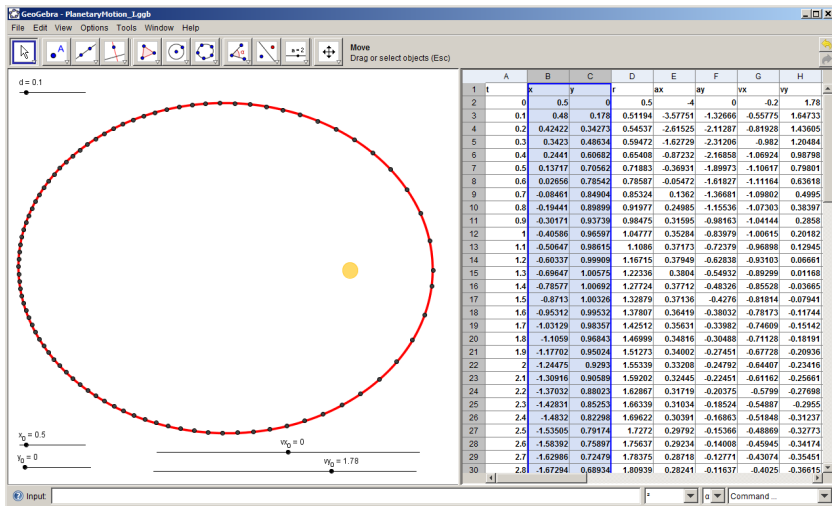 GeoGebra - PlanetaryMotion_1.ggb
File Edit View Options Tools Window Help
A α a=2 Move
Drag or select objects (Esc)
d = 0.1
x0 = 0.5
y0 = 0
vx0 = 0
vy0 = 1.78
A B C D E F G H
1 t x y r ax ay vx vy
2 0 0.5 0 0.5 -4 0 -0.2 1.78
3 0.1 0.48 0.178 0.51194 -3.57751 -1.32666 -0.55775 1.64733
4 0.2 0.42422 0.34273 0.54537 -2.61525 -2.11287 -0.81928 1.43605
5 0.3 0.3423 0.48634 0.59472 -1.62729 -2.31206 -0.982 1.20484
6 0.4 0.2441 0.60682 0.65408 -0.87232 -2.16858 -1.06924 0.98798
7 0.5 0.13717 0.70562 0.71883 -0.36931 -1.89973 -1.10617 0.79801
8 0.6 0.02656 0.78542 0.78587 -0.05472 -1.61827 -1.11164 0.63618
9 0.7 -0.08461 0.84904 0.85324 0.1362 -1.36681 -1.09802 0.4995
10 0.8 -0.19441 0.89899 0.91977 0.24985 -1.15536 -1.07303 0.38397
11 0.9 -0.30171 0.93739 0.98475 0.31595 -0.98163 -1.04144 0.2858
12 1 -0.40586 0.96597 1.04777 0.35284 -0.83979 -1.00615 0.20182
13 1.1 -0.50647 0.98615 1.1086 0.37173 -0.72379 -0.96898 0.12945
14 1.2 -0.60337 0.99909 1.16715 0.37949 -0.62838 -0.93103 0.06661
15 1.3 -0.69647 1.00575 1.22336 0.3804 -0.54932 -0.89299 0.01168
16 1.4 -0.78577 1.00692 1.27724 0.37712 -0.48326 -0.85528 -0.03665
17 1.5 -0.8713 1.00326 1.32879 0.37136 -0.4276 -0.81814 -0.07941
18 1.6 -0.95312 0.99532 1.37807 0.36419 -0.38032 -0.78173 -0.11744
19 1.7 -1.03129 0.98357 1.42512 0.35631 -0.33982 -0.74609 -0.15142
20 1.8 -1.1059 0.96843 1.46999 0.34816 -0.30488 -0.71128 -0.18191
21 1.9 -1.17702 0.95024 1.51273 0.34002 -0.27451 -0.67728 -0.20936
22 2 -1.24475 0.9293 1.55339 0.33208 -0.24792 -0.64407 -0.23416
23 2.1 -1.30916 0.90589 1.59202 0.32445 -0.22451 -0.61162 -0.25661
24 2.2 -1.37032 0.88023 1.62867 0.31719 -0.20375 -0.5799 -0.27698
25 2.3 -1.42831 0.85253 1.66339 0.31034 -0.18524 -0.54887 -0.2955
26 2.4 -1.4832 0.82298 1.69622 0.30391 -0.16863 -0.51848 -0.31237
27 2.5 -1.53505 0.79174 1.7272 0.29792 -0.15366 -0.48869 -0.32773
28 2.6 -1.58392 0.75897 1.75637 0.29234 -0.14008 -0.45945 -0.34174
29 2.7 -1.62986 0.72479 1.78375 0.28718 -0.12771 -0.43074 -0.35451
30 2.8 -1.67294 0.68934 1.80939 0.28241 -0.11637 -0.4025 -0.36615
Input: ² α Command ...